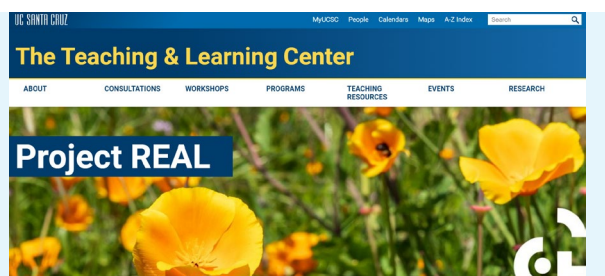 UC SANTA CRUZ
MyUCSC People Calendars Maps A-Z Index Search
The Teaching & Learning Center
ABOUT CONSULTATIONS WORKSHOPS PROGRAMS TEACHING RESOURCES EVENTS RESEARCH
Project REAL